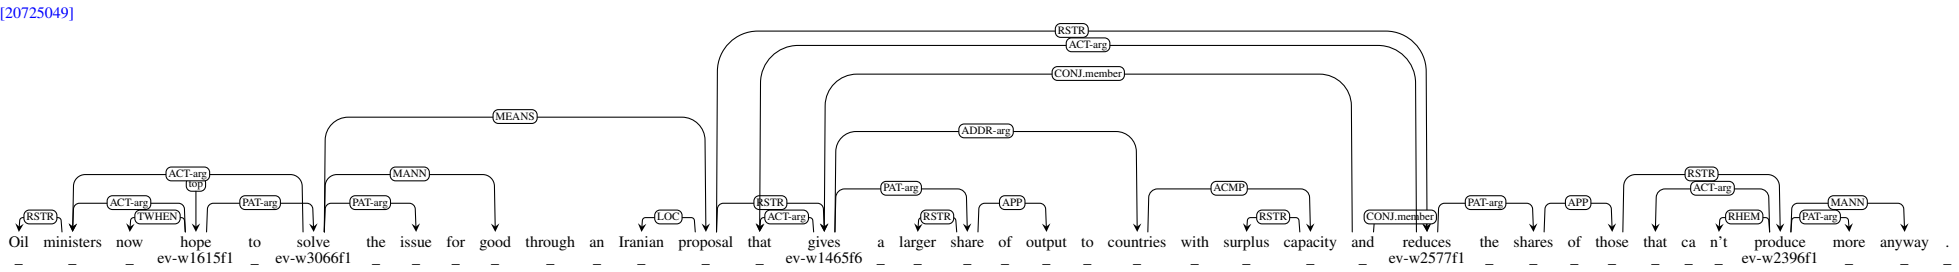 [20725049]
RSTR
ACT-arg
CONJ.member
MEANS
ADDR-arg
ACT-arg
top
MANN
RSTR
ACT-arg
PAT-arg
PAT-arg
PAT-arg
RSTR
APP
ACMP
PAT-arg
APP
ACT-arg
MANN
RSTR
TWHEN
LOC
ACT-arg
RSTR
RSTR
CONJ.member
RHEM
PAT-arg
Oil ministers now hope to solve the issue for good through an Iranian proposal that gives a larger share of output to countries with surplus capacity and reduces the shares of those that ca n't produce more anyway .
_ _ _ ev-w1615f1 _ ev-w3066f1 _ _ _ _ _ _ _ _ _ ev-w1465f6 _ _ _ _ _ _ _ _ _ _ _ ev-w2577f1 _ _ _ _ _ _ _ ev-w2396f1 _ _ _